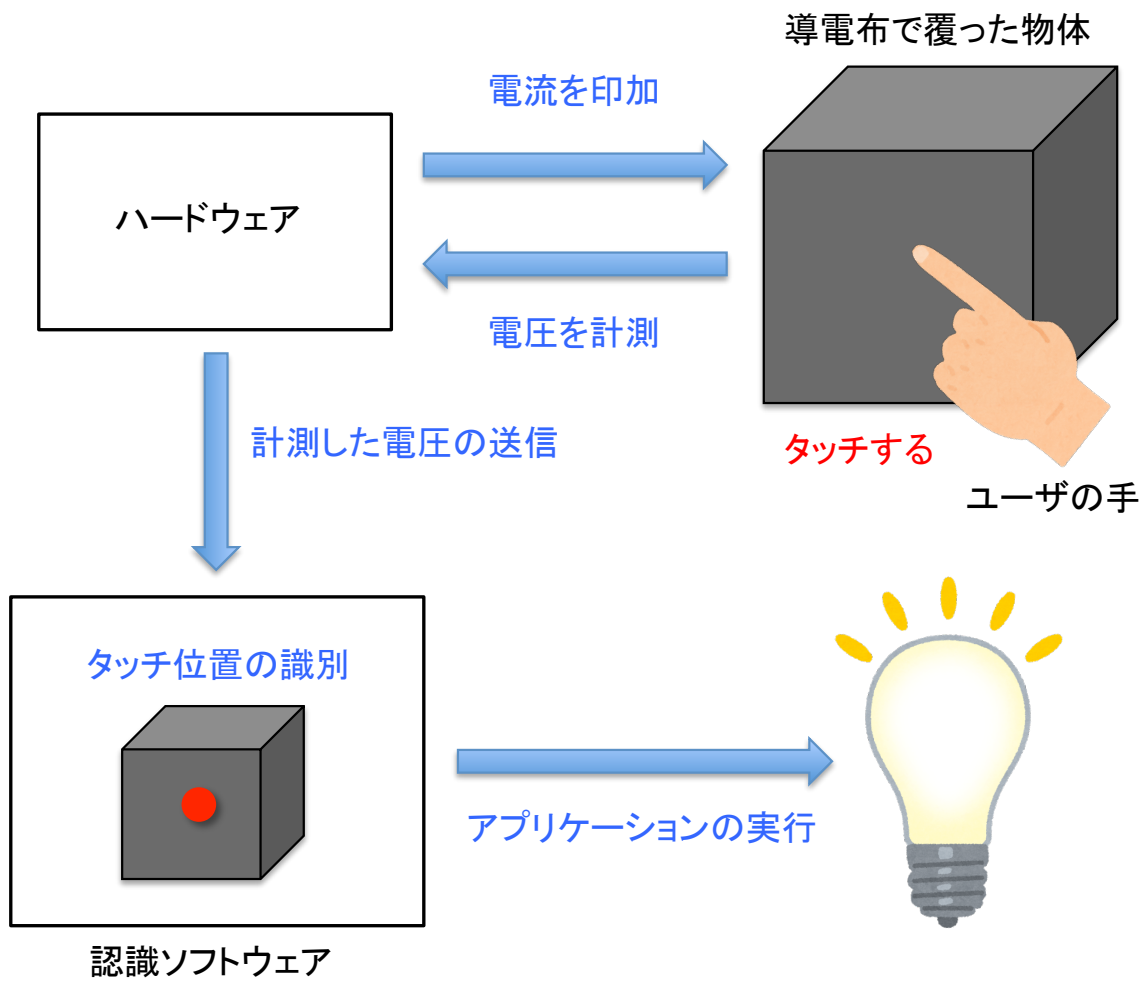 導電布で覆った物体
電流を印加
ハードウェア
電圧を計測
計測した電圧の送信
タッチする
ユーザの手
タッチ位置の識別
アプリケーションの実行
認識ソフトウェア